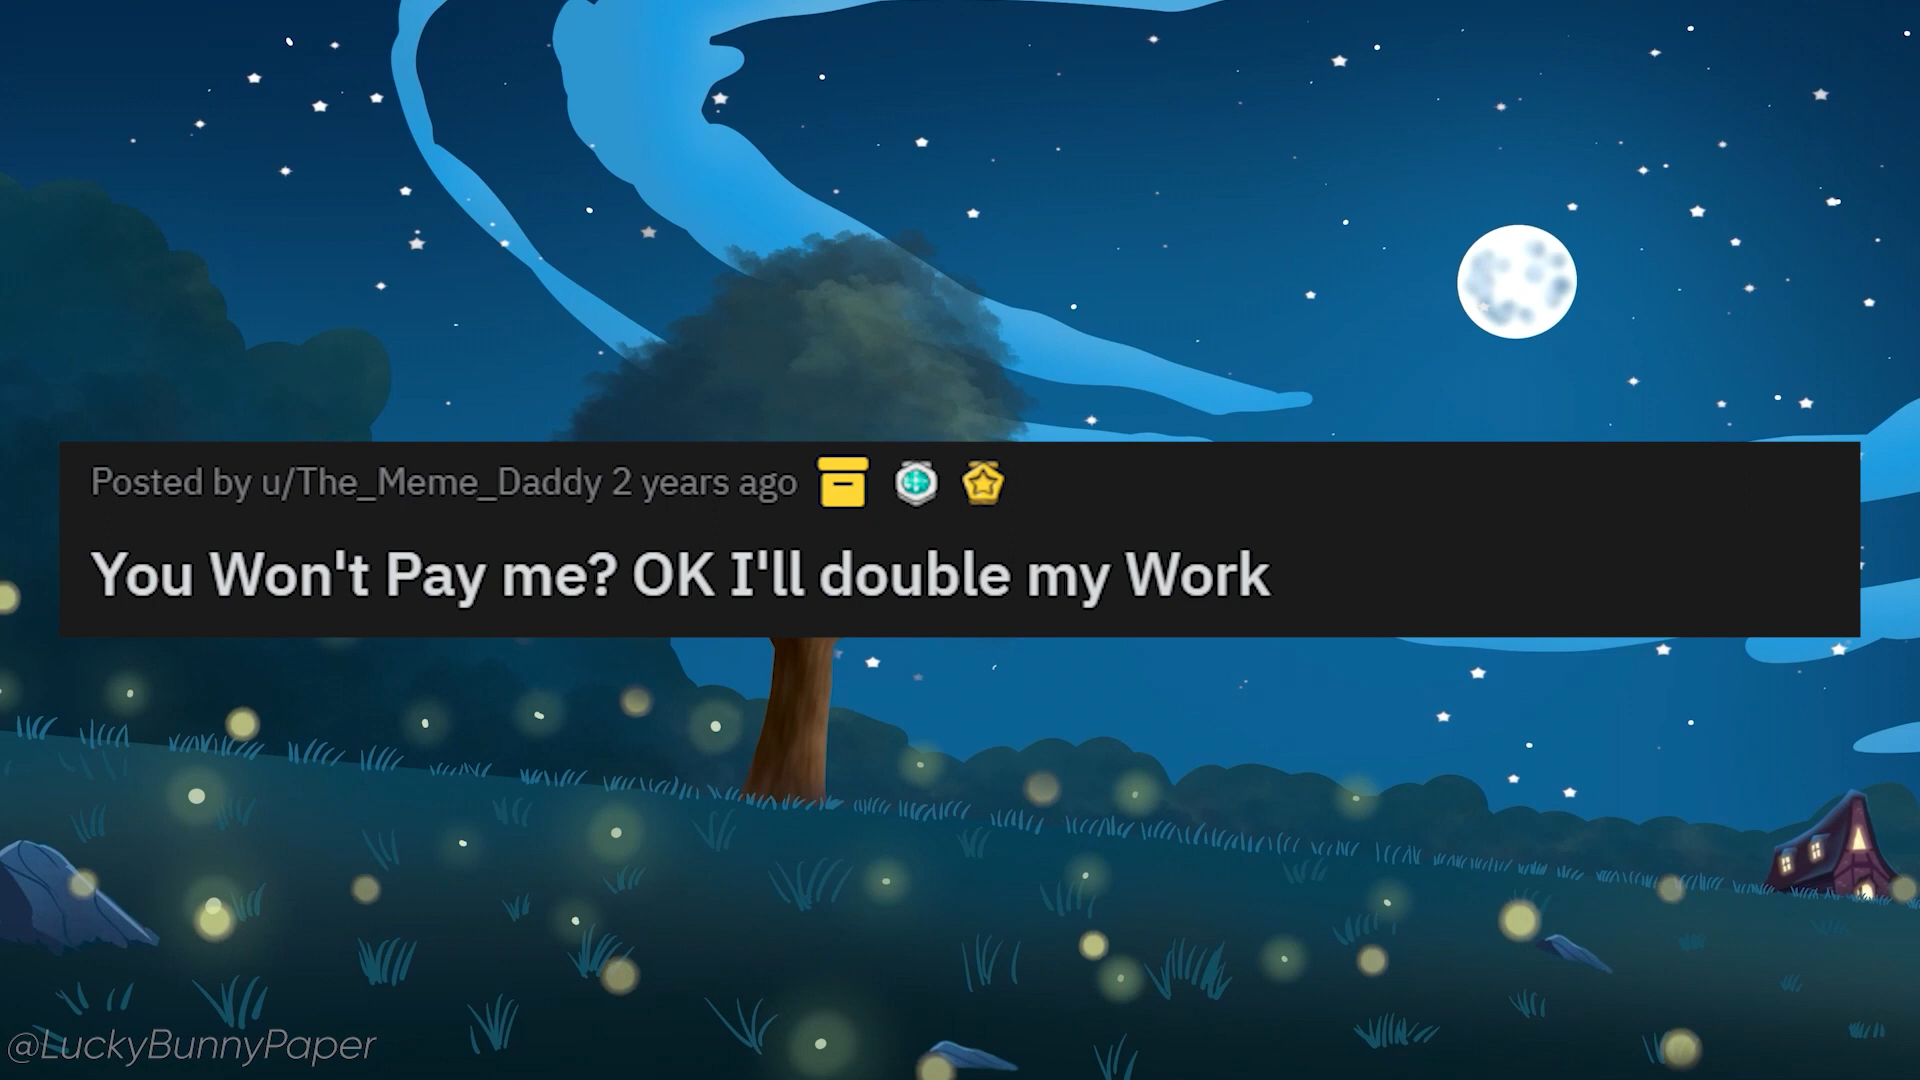 Posted by u/The_Meme_Daddy 2 years ago
You Won't Pay me? OK I'll double my Work
@LuckyBunnyPaper